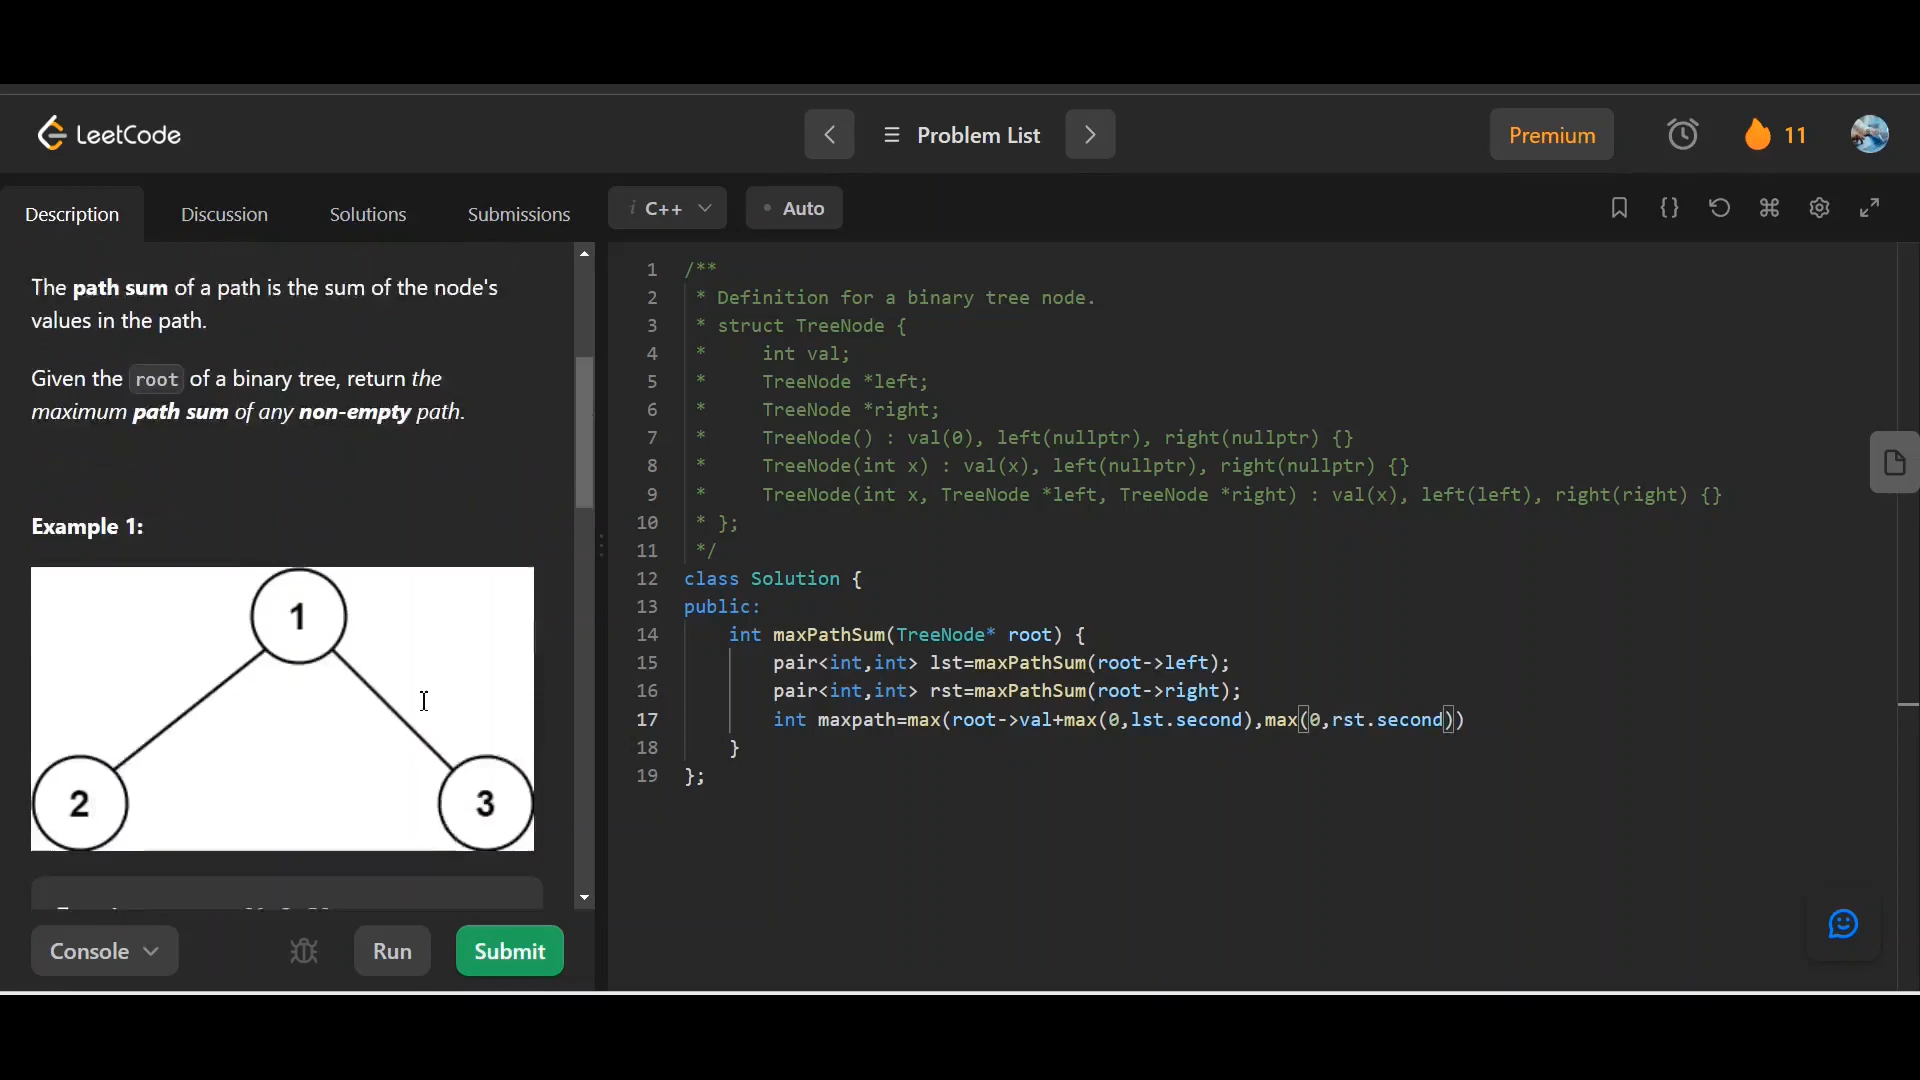 LeetCode
Problem List
Premium
11
Description
Discussion
Solutions
Submissions
i C++
Auto
The path sum of a path is the sum of the node's
values in the path.
Given the root of a binary tree, return the
maximum path sum of any non-empty path.
Example 1:
1
2
3
Console
Run
Submit
1 /**
2 * Definition for a binary tree node.
3 * struct TreeNode {
4 *     int val;
5 *     TreeNode *left;
6 *     TreeNode *right;
7 *     TreeNode() : val(0), left(nullptr), right(nullptr) {}
8 *     TreeNode(int x) : val(x), left(nullptr), right(nullptr) {}
9 *     TreeNode(int x, TreeNode *left, TreeNode *right) : val(x), left(left), right(right) {}
10 * };
11 */
12 class Solution {
13 public:
14     int maxPathSum(TreeNode* root) {
15         pair<int,int> lst=maxPathSum(root->left);
16         pair<int,int> rst=maxPathSum(root->right);
17         int maxpath=max(root->val+max(0,lst.second),max(0,rst.second))
18     }
19 };